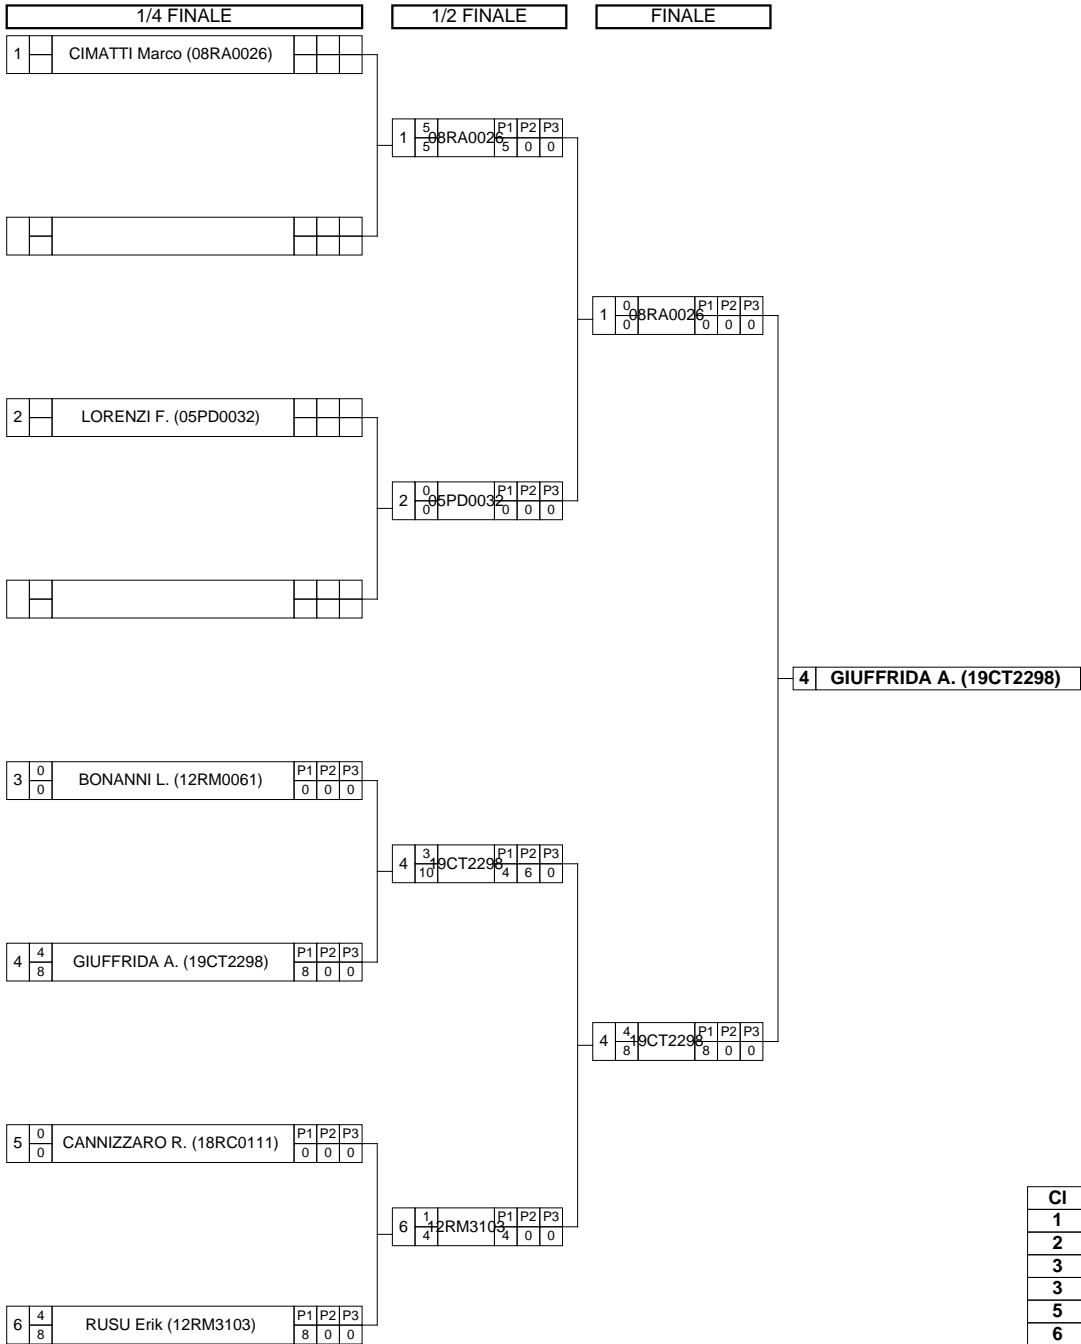 1/4 FINALE 1/2 FINALE FINALE
1 CIMATTI Marco (08RA0026)
5 P1 P2 P3
1 08RA0026
5 5 0 0
0 P1 P2 P3
1 08RA0026
0 0 0 0
2 LORENZI F. (05PD0032)
0 P1 P2 P3
2 05PD0032
0 0 0 0
4 GIUFFRIDA A. (19CT2298)
0 P1 P2 P3
3 BONANNI L. (12RM0061)
0 0 0 0
3 P1 P2 P3
4 19CT2298
10 4 6 0
4 P1 P2 P3
4 GIUFFRIDA A. (19CT2298)
8 8 0 0
4 P1 P2 P3
4 19CT2298
8 8 0 0
0 P1 P2 P3
5 CANNIZZARO R. (18RC0111)
0 0 0 0
1 P1 P2 P3
6 12RM3103
4 4 0 0
4 P1 P2 P3
6 RUSU Erik (12RM3103)
8 8 0 0
Cl
1
2
3
3
5
6